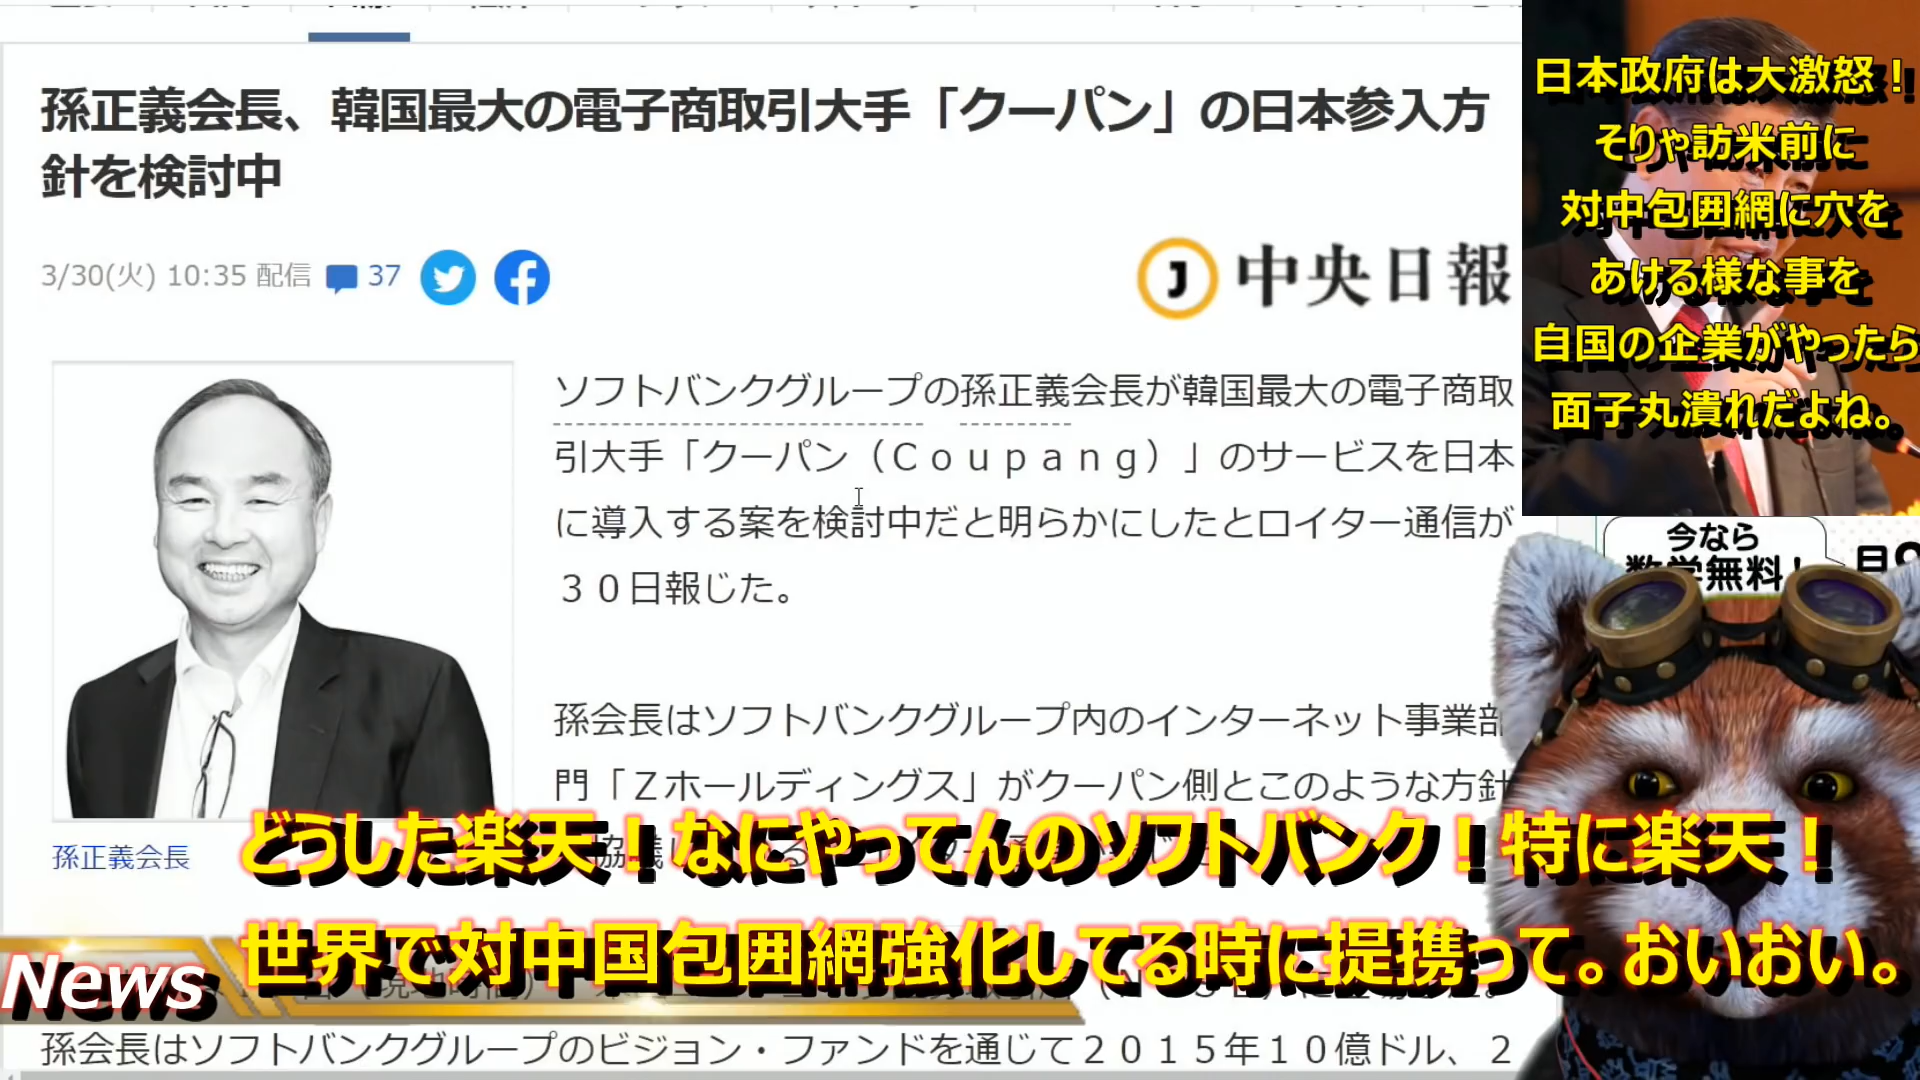 孫正義会長、韓国最大の電子商取引大手「クーパン」の日本参入方
針を検討中
3/30(火) 10:35 配信 37
J 中央日報
ソフトバンクグループの孫正義会長が韓国最大の電子商取
引大手「クーパン（Ｃｏｕｐａｎｇ）」のサービスを日本
に導入する案を検討中だと明らかにしたとロイター通信が
３０日報じた。
孫会長はソフトバンクグループ内のインターネット事業部
門「Ｚホールディングス」がクーパン側とこのような方針
孫正義会長
孫会長はソフトバンクグループのビジョン・ファンドを通じて２０１５年１０億ドル、２
日本政府は大激怒！
そりゃ訪米前に
対中包囲網に穴を
あける様な事を
自国の企業がやったら
面子丸潰れだよね。
今なら
数学無料！
どうした楽天！なにやってんのソフトバンク！特に楽天！
世界で対中国包囲網強化してる時に提携って。おいおい。
News